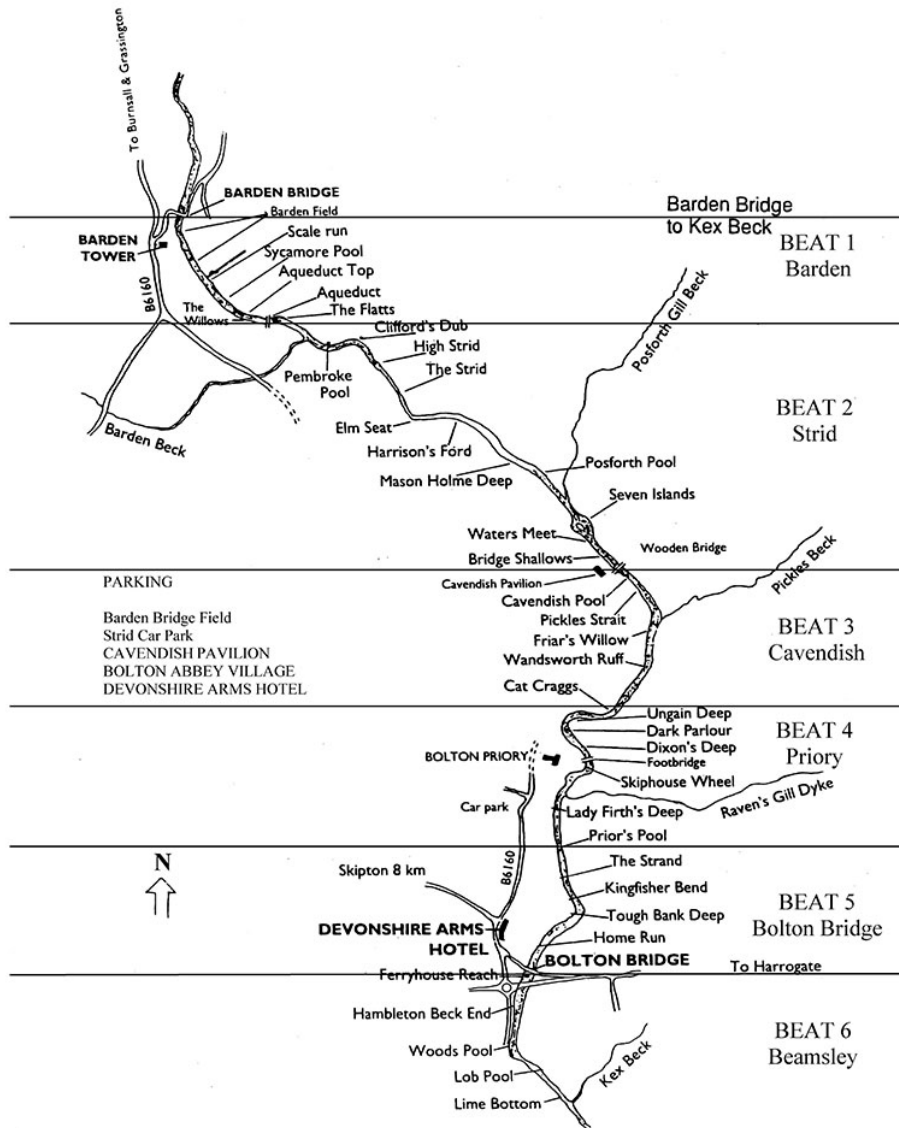 To Burnsall & Grassington
BARDEN BRIDGE
Barden Bridge
to Kex Beck
Barden Field
BARDEN
TOWER
Scale run
Sycamore Pool
BEAT 1
Barden
Aqueduct Top
B6160
Aqueduct
The
Willows
The Flatts
Posforth Gill Beck
Clifford's Dub
High Strid
Pembroke
Pool
The Strid
BEAT 2
Strid
Barden Beck
Elm Seat
Harrison's Ford
Mason Holme Deep
Posforth Pool
Seven Islands
Waters Meet
Wooden Bridge
Bridge Shallows
Pickles Beck
PARKING
Barden Bridge Field
Strid Car Park
CAVENDISH PAVILION
BOLTON ABBEY VILLAGE
DEVONSHIRE ARMS HOTEL
Cavendish Pavilion
Cavendish Pool
Pickles Strait
Friar's Willow
BEAT 3
Cavendish
Wandsworth Ruff
Cat Craggs
Ungain Deep
Dark Parlour
BEAT 4
Priory
Dixon's Deep
BOLTON PRIORY
Footbridge
Skiphouse Wheel
Raven's Gill Dyke
Car park
Lady Firth's Deep
Prior's Pool
N
B6160
Skipton 8 km
The Strand
Kingfisher Bend
BEAT 5
Bolton Bridge
Tough Bank Deep
DEVONSHIRE ARMS
HOTEL
Home Run
BOLTON BRIDGE
To Harrogate
Ferryhouse Reach
Hambleton Beck End
BEAT 6
Beamsley
Woods Pool
Kex Beck
Lob Pool
Lime Bottom